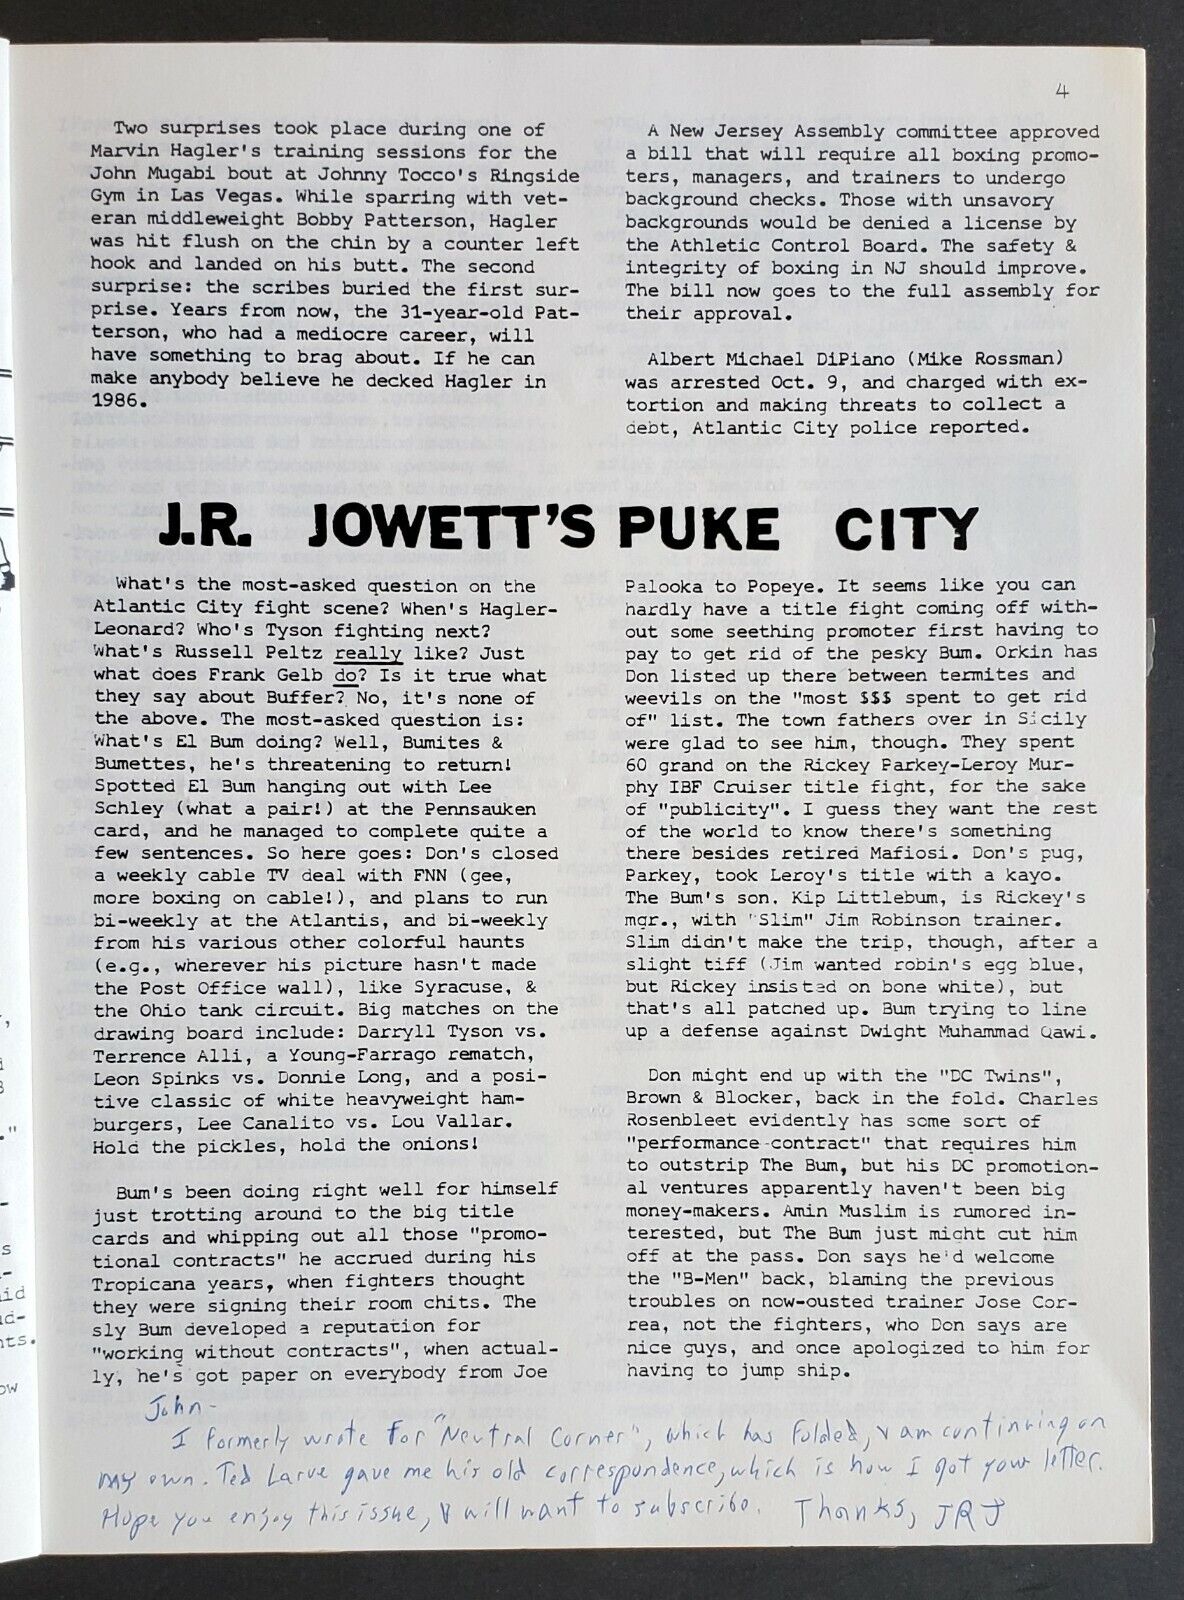 4
Two surprises took place during one of
Marvin Hagler's training sessions for the
John Mugabi bout at Johnny Tocco's Ringside
Gym in Las Vegas. While sparring with vet-
eran middleweight Bobby Patterson, Hagler
was hit flush on the chin by a counter left
hook and landed on his butt. The second
surprise: the scribes buried the first sur-
prise. Years from now, the 31-year-old Pat-
terson, who had a mediocre career, will
have something to brag about. If he can
make anybody believe he decked Hagler in
1986.
A New Jersey Assembly committee approved
a bill that will require all boxing promo-
ters, managers, and trainers to undergo
background checks. Those with unsavory
backgrounds would be denied a license by
the Athletic Control Board. The safety &
integrity of boxing in NJ should improve.
The bill now goes to the full assembly for
their approval.
Albert Michael DiPiano (Mike Rossman)
was arrested Oct. 9, and charged with ex-
tortion and making threats to collect a
debt, Atlantic City police reported.
J.R. JOWETT'S PUKE CITY
What's the most-asked question on the
Atlantic City fight scene? When's Hagler-
Leonard? Who's Tyson fighting next?
What's Russell Peltz really like? Just
what does Frank Gelb do? Is it true what
they say about Buffer? No, it's none of
the above. The most-asked question is:
What's El Bum doing? Well, Bumites &
Bumettes, he's threatening to return!
Spotted El Bum hanging out with Lee
Schley (what a pair!) at the Pennsauken
card, and he managed to complete quite a
few sentences. So here goes: Don's closed
a weekly cable TV deal with FNN (gee,
more boxing on cable!), and plans to run
bi-weekly at the Atlantis, and bi-weekly
from his various other colorful haunts
(e.g., wherever his picture hasn't made
the Post Office wall), like Syracuse, &
the Ohio tank circuit. Big matches on the
drawing board include: Darryll Tyson vs.
Terrence Alli, a Young-Farrago rematch,
Leon Spinks vs. Donnie Long, and a posi-
tive classic of white heavyweight ham-
burgers, Lee Canalito vs. Lou Vallar.
Hold the pickles, hold the onions!
Bum's been doing right well for himself
just trotting around to the big title
cards and whipping out all those "promo-
tional contracts" he accrued during his
Tropicana years, when fighters thought
they were signing their room chits. The
sly Bum developed a reputation for
"working without contracts", when actual-
ly, he's got paper on everybody from Joe
Palooka to Popeye. It seems like you can
hardly have a title fight coming off with-
out some seething promoter first having to
pay to get rid of the pesky Bum. Orkin has
Don listed up there between termites and
weevils on the "most $$$ spent to get rid
of" list. The town fathers over in Sicily
were glad to see him, though. They spent
60 grand on the Rickey Parkey-Leroy Mur-
phy IBF Cruiser title fight, for the sake
of "publicity". I guess they want the rest
of the world to know there's something
there besides retired Mafiosi. Don's pug,
Parkey, took Leroy's title with a kayo.
The Bum's son, Kip Littlebum, is Rickey's
mgr., with "Slim" Jim Robinson trainer.
Slim didn't make the trip, though, after a
slight tiff (Jim wanted robin's egg blue,
but Rickey insisted on bone white), but
that's all patched up. Bum trying to line
up a defense against Dwight Muhammad Qawi.
Don might end up with the "DC Twins",
Brown & Blocker, back in the fold. Charles
Rosenbleet evidently has some sort of
"performance-contract" that requires him
to outstrip The Bum, but his DC promotion-
al ventures apparently haven't been big
money-makers. Amin Muslim is rumored in-
terested, but The Bum just might cut him
off at the pass. Don says he'd welcome
the "B-Men" back, blaming the previous
troubles on now-ousted trainer Jose Cor-
rea, not the fighters, who Don says are
nice guys, and once apologized to him for
having to jump ship.
John-
I formerly wrote for "Neutral Corner", which has folded, & am continuing on
my own. Ted Larve gave me his old correspondence, which is how I got your letter.
Hope you enjoy this issue, & will want to subscribe. Thanks, JRJ